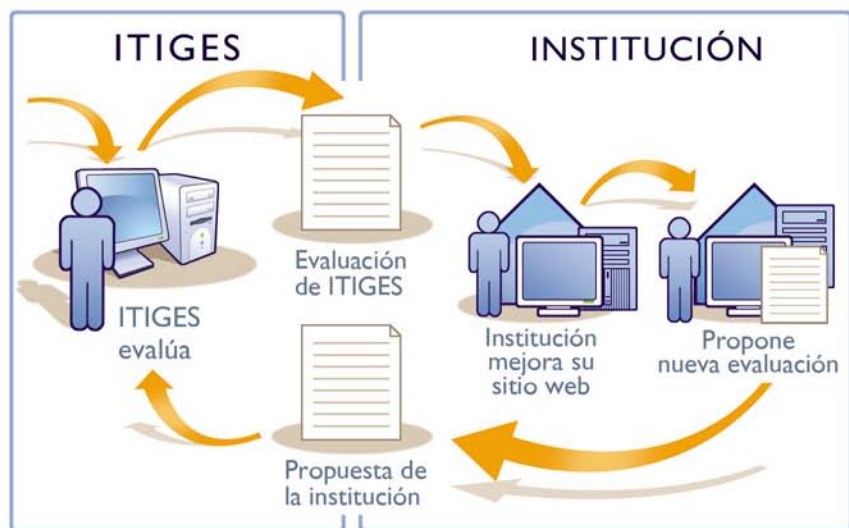 ITIGES
INSTITUCIÓN
ITIGES
evalúa
Evaluación
de ITIGES
Institución
mejora su
sitio web
Propone
nueva evaluación
Propuesta de
la institución